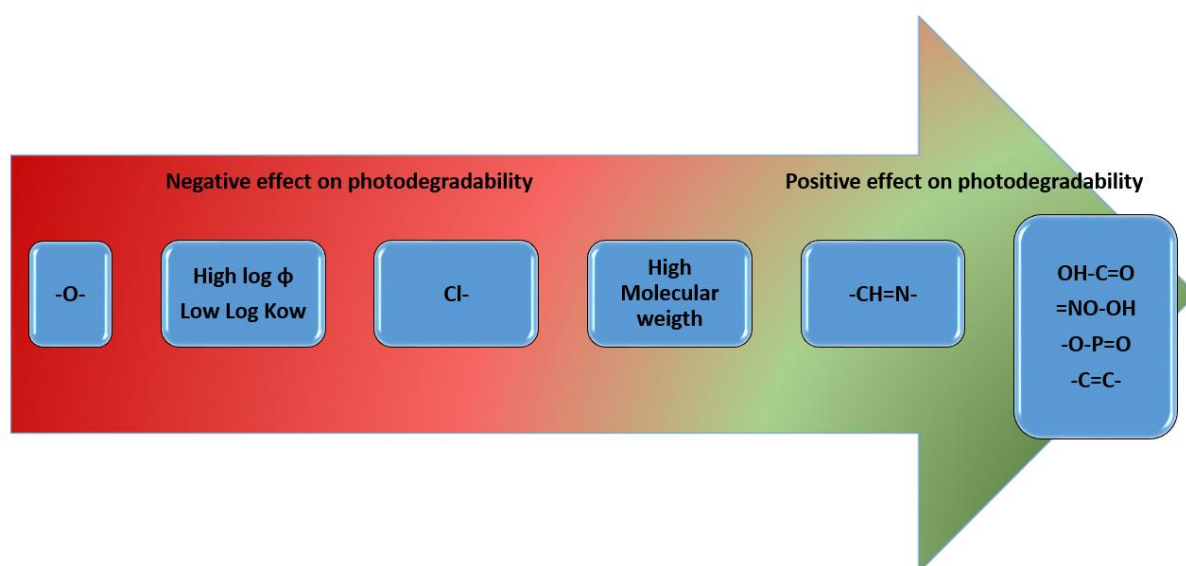 Negative effect on photodegradability
Positive effect on photodegradability
-O-
High log ϕ
Low Log Kow
Cl-
High
Molecular
weigth
-CH=N-
OH-C=O
=NO-OH
-O-P=O
-C=C-